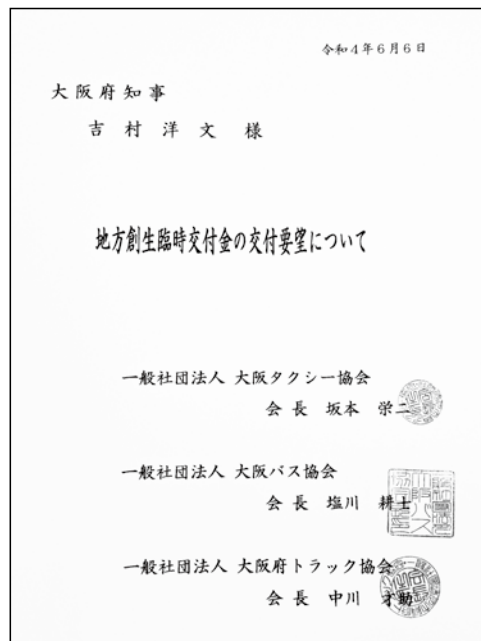 令和4年6月6日
大阪府知事
吉村洋文様
地方創生臨時交付金の交付要望について
一般社団法人 大阪タクシー協会
会長 坂本 栄二
一般社団法人 大阪バス協会
会長 塩川 耕士
一般社団法人 大阪府トラック協会
会長 中川 才助